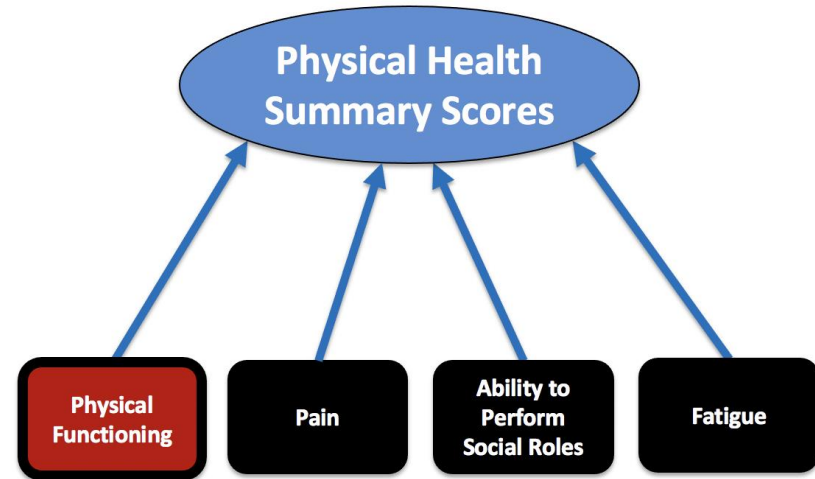 Physical Health
Summary Scores
Physical
Functioning
Pain
Ability to
Perform
Social Roles
Fatigue